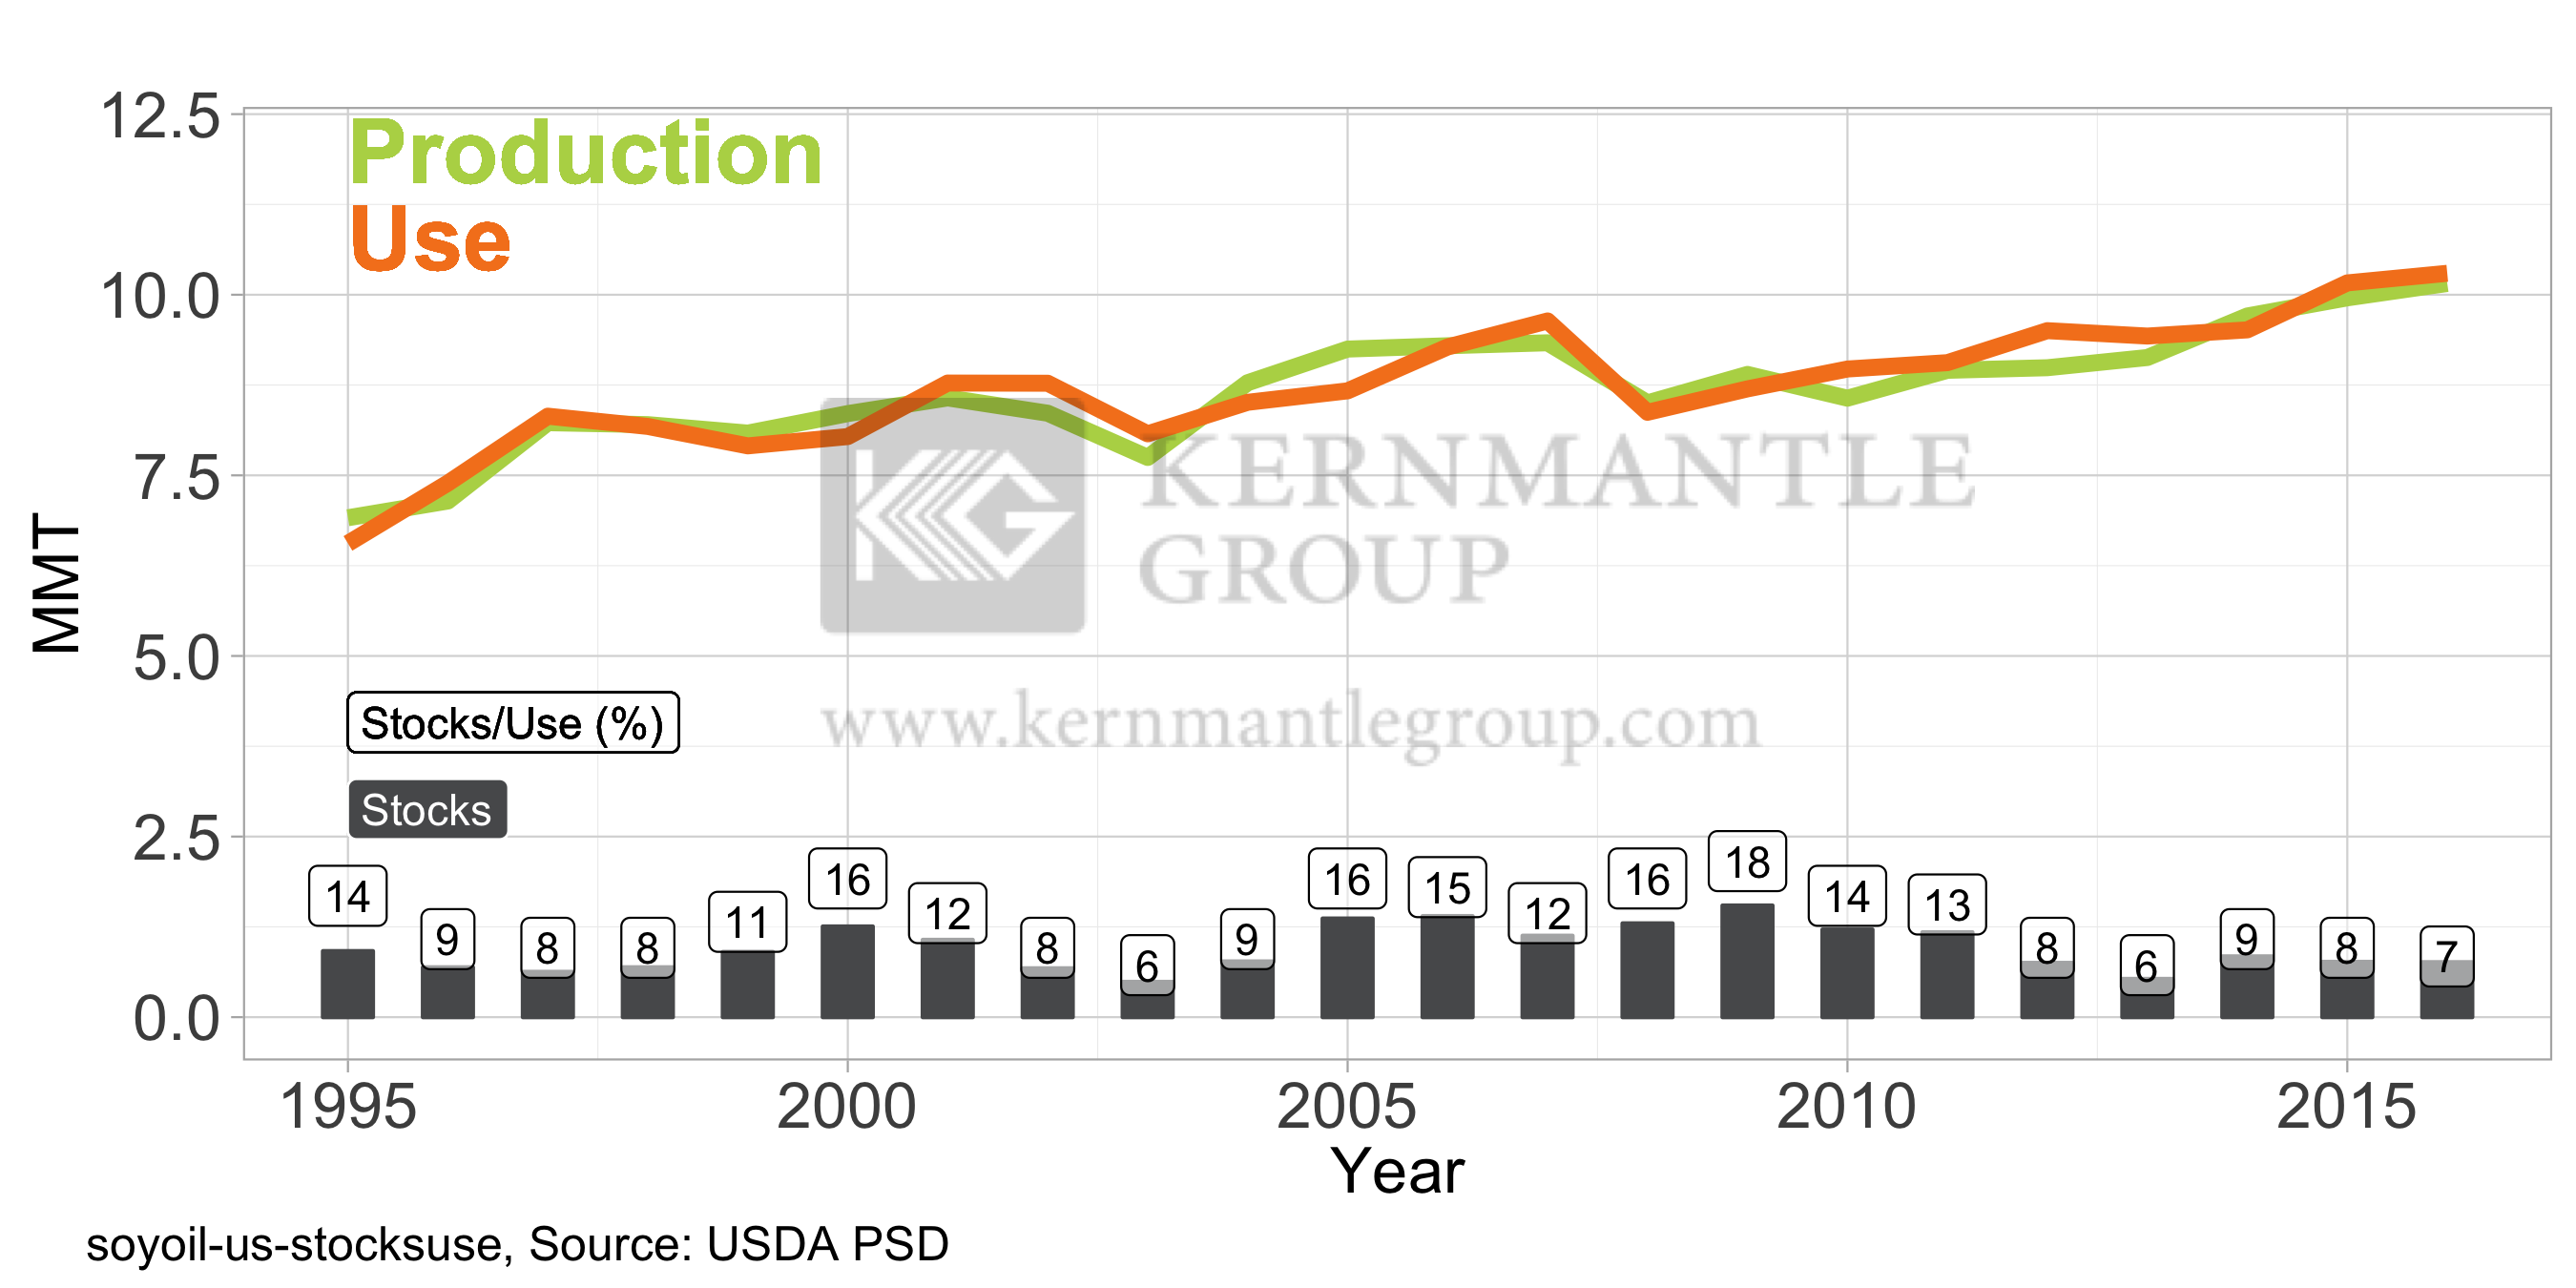 12.5
Production
Use
10.0
7.5
KERNMANTLE
GROUP
MMT
5.0
Stocks/Use (%)
www.kernmantlegroup.com
Stocks
2.5
14 9 8 8 11 16 12 8 6 9 16 15 12 16 18 14 13 8 6 9 8 7
0.0
1995 2000 2005 2010 2015
Year
soyoil-us-stocksuse, Source: USDA PSD